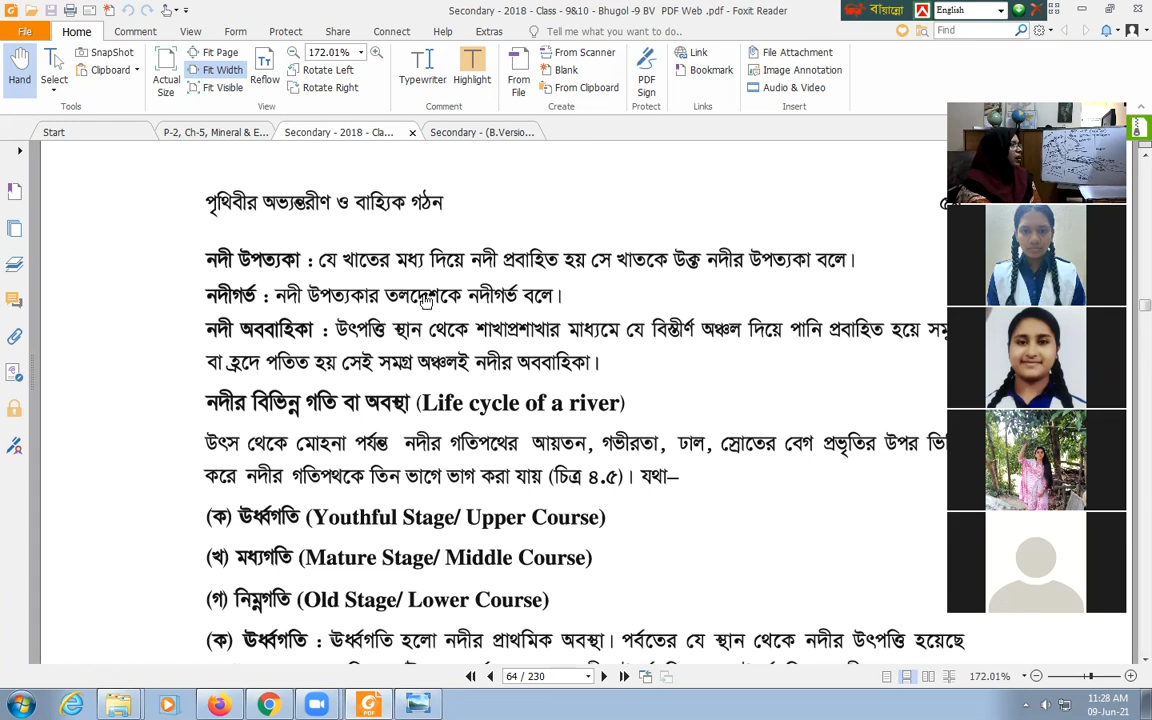 Secondary - 2018 - Class - 9&10 - Bhugol -9 BV PDF Web .pdf - Foxit Reader
বাঁয়ান্নো
English
File
Home
Comment
View
Form
Protect
Share
Connect
Help
Extras
Tell me what you want to do..
Find
Hand
Select
SnapShot
Clipboard
Actual Size
Fit Page
Fit Width
Fit Visible
Reflow
172.01%
Rotate Left
Rotate Right
Typewriter
Highlight
From File
From Scanner
Blank
From Clipboard
PDF Sign
Link
Bookmark
File Attachment
Image Annotation
Audio & Video
Tools
View
Comment
Create
Protect
Links
Insert
Start
P-2, Ch-5, Mineral & E...
Secondary - 2018 - Cla...
Secondary - (B.Versio...
পৃথিবীর অভ্যন্তরীণ ও বাহ্যিক গঠন
নদী উপত্যকা : যে খাতের মধ্য দিয়ে নদী প্রবাহিত হয় সে খাতকে উক্ত নদীর উপত্যকা বলে।
নদীগর্ভ : নদী উপত্যকার তলদেশকে নদীগর্ভ বলে।
নদী অববাহিকা : উৎপত্তি স্থান থেকে শাখাপ্রশাখার মাধ্যমে যে বিস্তীর্ণ অঞ্চল দিয়ে পানি প্রবাহিত হয়ে
বা হ্রদে পতিত হয় সেই সমগ্র অঞ্চলই নদীর অববাহিকা।
নদীর বিভিন্ন গতি বা অবস্থা (Life cycle of a river)
উৎস থেকে মোহনা পর্যন্ত নদীর গতিপথের আয়তন, গভীরতা, ঢাল, স্রোতের বেগ প্রভৃতির উপর
করে নদীর গতিপথকে তিন ভাগে ভাগ করা যায় (চিত্র ৪.৫)। যথা–
(ক) ঊর্ধ্বগতি (Youthful Stage/ Upper Course)
(খ) মধ্যগতি (Mature Stage/ Middle Course)
(গ) নিম্নগতি (Old Stage/ Lower Course)
(ক) ঊর্ধ্বগতি : ঊর্ধ্বগতি হলো নদীর প্রাথমিক অবস্থা। পর্বতের যে স্থান থেকে নদীর উৎপত্তি হয়েছে
64 / 230
172.01%
11:28 AM
09-Jun-21